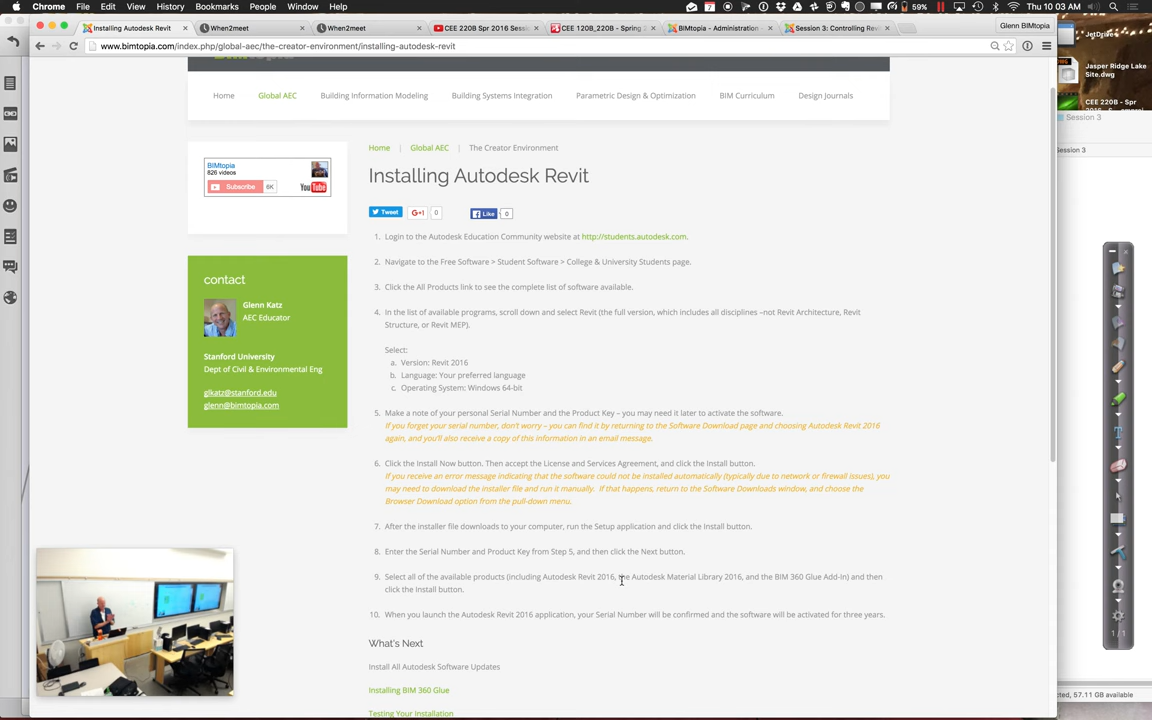 Chrome File Edit View History Bookmarks People Window Help 59% Thu 10:03 AM
Installing Autodesk Revit When2meet When2meet CEE 220B Spr 2016 Sessi CEE 120B_220B - Spring BIMtopia - Administration Session 3: Controlling Revi Glenn BIMtopia
www.bimtopia.com/index.php/global-aec/the-creator-environment/installing-autodesk-revit
JetDrive
Jasper Ridge Lake
Site.dwg
CEE 220B - Spr
Session 3
ession 3
Home Global AEC Building Information Modeling Building Systems Integration Parametric Design & Optimization BIM Curriculum Design Journals
Home | Global AEC | The Creator Environment
BIMtopia
826 videos
Subscribe 6K You Tube
Installing Autodesk Revit
Tweet G+1 0 Like 0
1. Login to the Autodesk Education Community website at http://students.autodesk.com.
2. Navigate to the Free Software > Student Software > College & University Students page.
3. Click the All Products link to see the complete list of software available.
4. In the list of available programs, scroll down and select Revit (the full version, which includes all disciplines –not Revit Architecture, Revit
Structure, or Revit MEP).
Select:
a. Version: Revit 2016
b. Language: Your preferred language
c. Operating System: Windows 64-bit
5. Make a note of your personal Serial Number and the Product Key – you may need it later to activate the software.
If you forget your serial number, don't worry – you can find it by returning to the Software Download page and choosing Autodesk Revit 2016
again, and you'll also receive a copy of this information in an email message.
6. Click the Install Now button. Then accept the License and Services Agreement, and click the Install button.
If you receive an error message indicating that the software could not be installed automatically (typically due to network or firewall issues), you
may need to download the installer file and run it manually. If that happens, return to the Software Downloads window, and choose the
Browser Download option from the pull-down menu.
7. After the installer file downloads to your computer, run the Setup application and click the Install button.
8. Enter the Serial Number and Product Key from Step 5, and then click the Next button.
9. Select all of the available products (including Autodesk Revit 2016, the Autodesk Material Library 2016, and the BIM 360 Glue Add-In) and then
click the Install button.
10. When you launch the Autodesk Revit 2016 application, your Serial Number will be confirmed and the software will be activated for three years.
What's Next
Install All Autodesk Software Updates
Installing BIM 360 Glue
Testing Your Installation
contact
Glenn Katz
AEC Educator
Stanford University
Dept of Civil & Environmental Eng
glkatz@stanford.edu
glenn@bimtopia.com
1 / 1
cted, 57.11 GB available